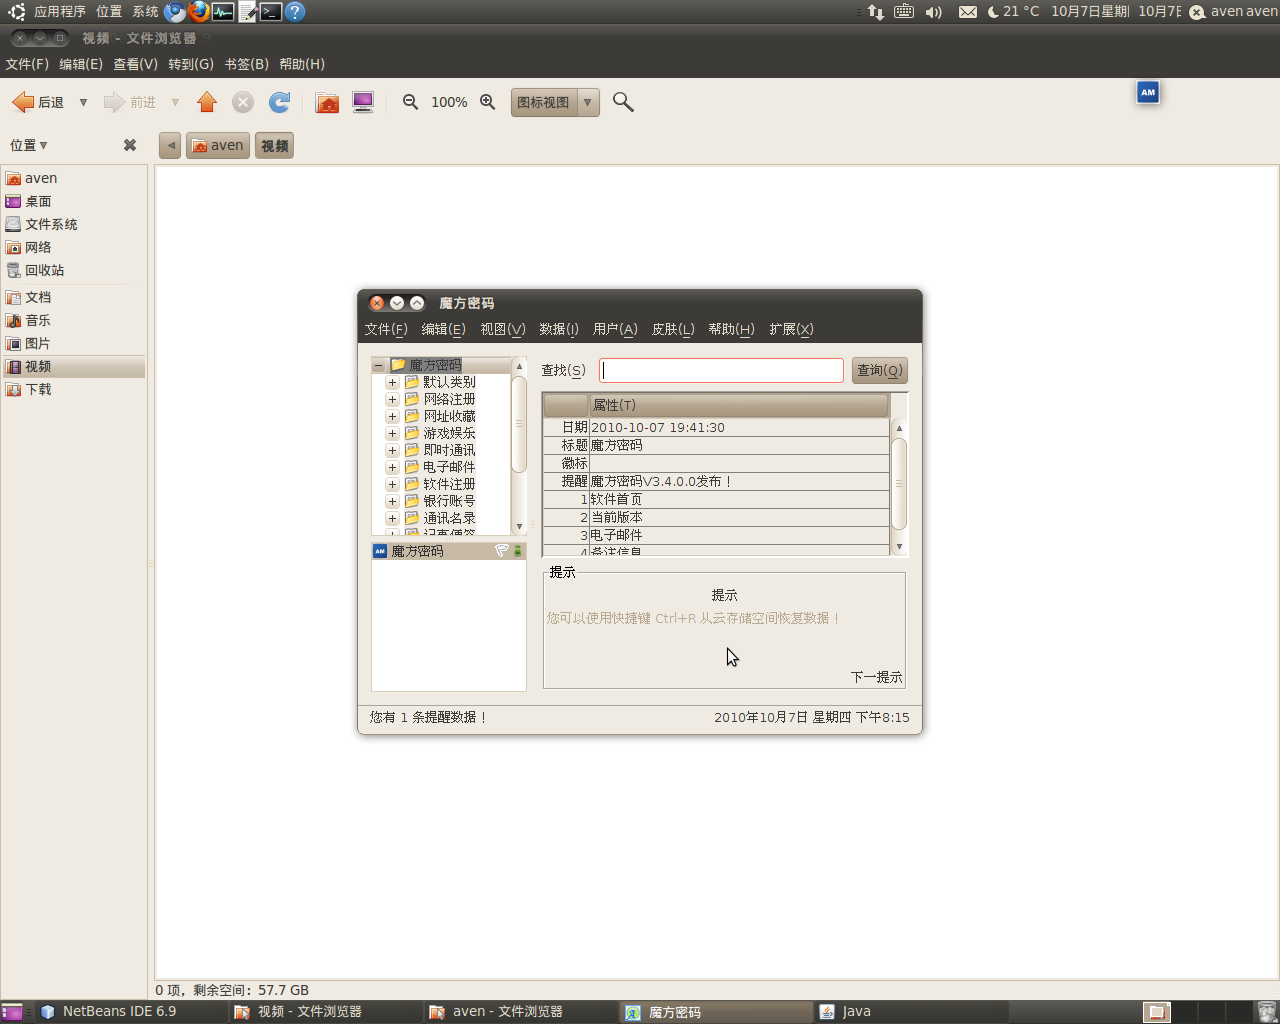 应用程序 位置 系统
21 °C 10月7日星期 10月7日 aven aven
视频 - 文件浏览器
文件(F) 编辑(E) 查看(V) 转到(G) 书签(B) 帮助(H)
后退 前进 100% 图标视图
AM
位置 aven 视频
aven
桌面
文件系统
网络
回收站
文档
音乐
图片
视频
下载
魔方密码
文件(F) 编辑(E) 视图(V) 数据(I) 用户(A) 皮肤(L) 帮助(H) 扩展(X)
魔方密码
默认类别
网络注册
网址收藏
游戏娱乐
即时通讯
电子邮件
软件注册
银行账号
通讯名录
记事便签
AM 魔方密码
查找(S) 查询(Q)
属性(T)
日期 2010-10-07 19:41:30
标题 魔方密码
徽标
提醒 魔方密码V3.4.0.0发布！
1 软件首页
2 当前版本
3 电子邮件
4 备注信息
提示
提示
您可以使用快捷键 Ctrl+R 从云存储空间恢复数据！
下一提示
您有 1 条提醒数据！ 2010年10月7日 星期四 下午8:15
0 项，剩余空间：57.7 GB
NetBeans IDE 6.9 视频 - 文件浏览器 aven - 文件浏览器 魔方密码 Java